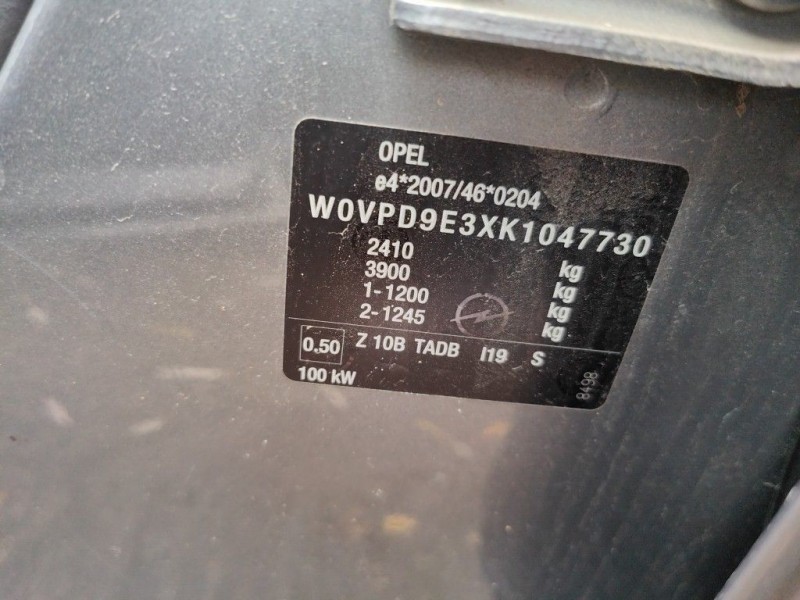 OPEL
e4*2007/46*0204
W0VPD9E3XK1047730
2410 kg
3900 kg
1-1200 kg
2-1245 kg
0.50 Z 10B TADB I19 S
100 kW
8498